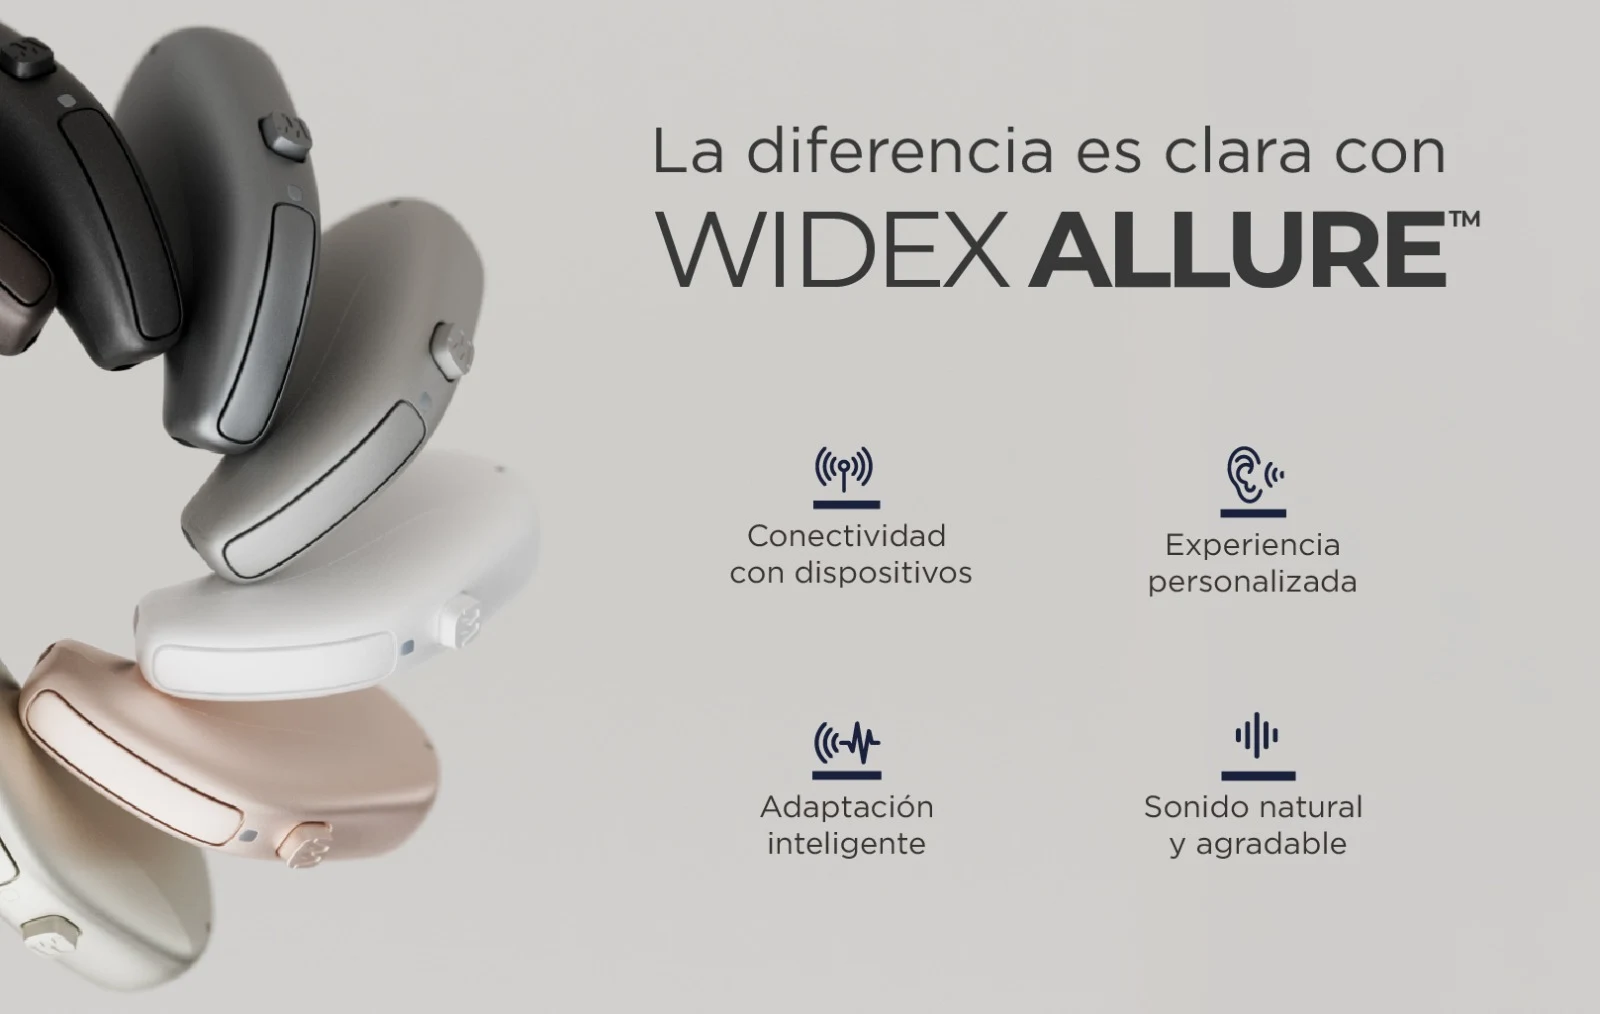 La diferencia es clara con
WIDEX ALLURE™
Conectividad
con dispositivos
Experiencia
personalizada
Adaptación
inteligente
Sonido natural
y agradable